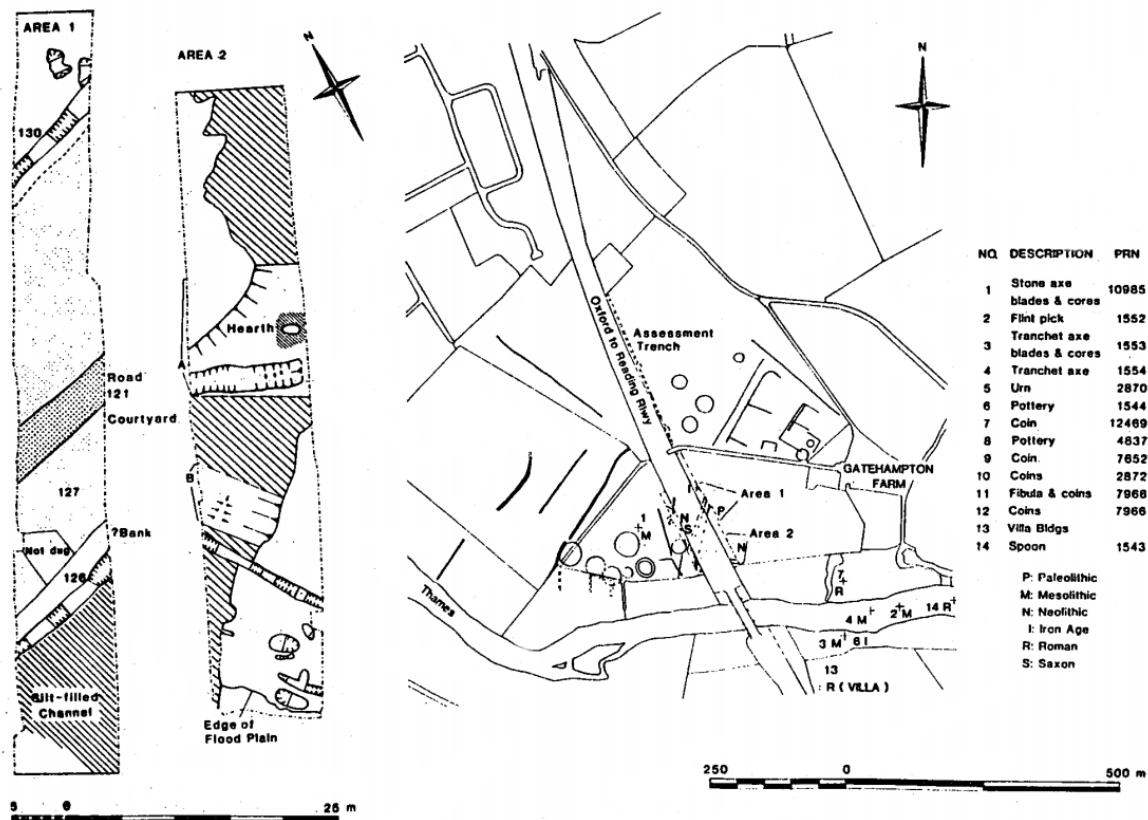 AREA 1
130
Road
121
Courtyard
127
?Bank
Not dug
126
Silt-filled
Channel
5 0 25 m
AREA 2
N
Hearth
A
B
Edge of
Flood Plain
N
Oxford to Reading Rlwy
Assessment
Trench
GATEHAMPTON
FARM
Area 1
I
I
P
N
S
1
M
Area 2
N
Thames
7
R
4 M
2 M
14 R
3 M
6 I
13
R ( VILLA )
250 0 500 m
NO. DESCRIPTION PRN
1 Stone axe blades & cores 10985
2 Flint pick 1552
3 Tranchet axe blades & cores 1553
4 Tranchet axe 1554
5 Urn 2870
6 Pottery 1544
7 Coin 12469
8 Pottery 4837
9 Coin. 7652
10 Coins 2872
11 Fibula & coins 7968
12 Coins 7966
13 Villa Bldgs
14 Spoon 1543
P: Paleolithic
M: Mesolithic
N: Neolithic
I: Iron Age
R: Roman
S: Saxon